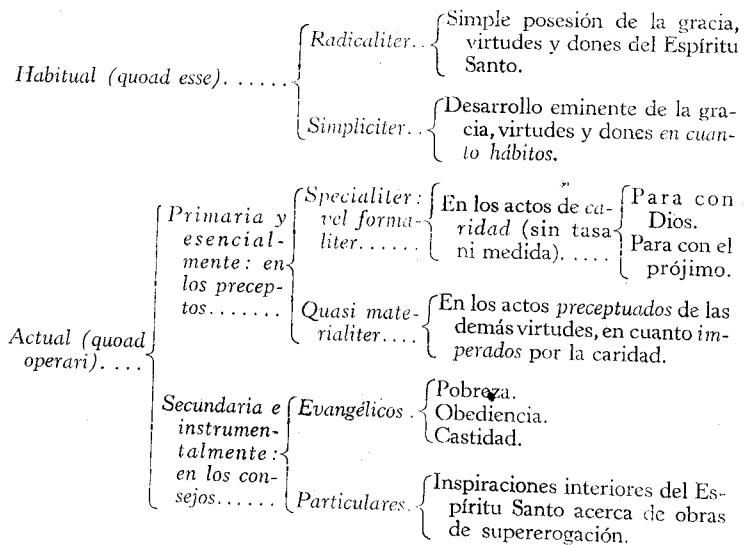 Habitual (quoad esse). . . . . .
Radicaliter. .
Simple posesión de la gracia,
virtudes y dones del Espíritu
Santo.
Simpliciter. .
Desarrollo eminente de la gra-
cia, virtudes y dones en cuan-
to hábitos.
Actual (quoad
operari). . . .
Primaria y
esencial-
mente: en
los precep-
tos. . . . . . .
Specialiter:
vel forma-
liter. . . . . .
En los actos de ca-
ridad (sin tasa
ni medida). . . . .
Para con
Dios.
Para con el
prójimo.
Quasi mate-
rialiter. . . .
En los actos preceptuados de las
demás virtudes, en cuanto im-
perados por la caridad.
Secundaria e
instrumen-
talmente:
en los con-
sejos. . . . . .
Evangélicos .
Pobreza.
Obediencia.
Castidad.
Particulares.
Inspiraciones interiores del Es-
píritu Santo acerca de obras
de supererogación.